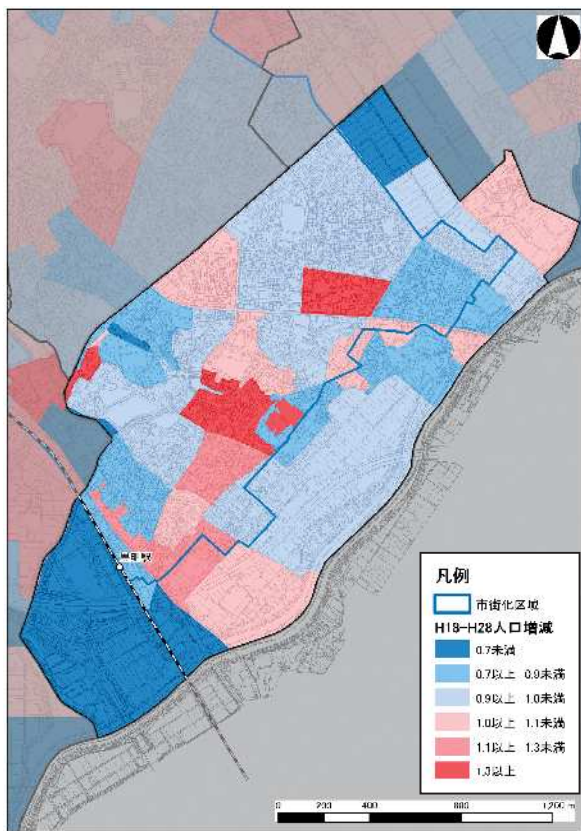 凡例
市街化区域
H18-H28人口増減
0.7未満
0.7以上 0.9未満
0.9以上 1.0未満
1.0以上 1.1未満
1.1以上 1.3未満
1.3以上
0 200 400 800 1,200 m